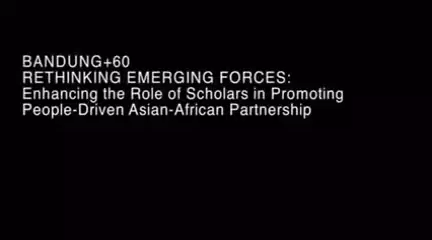 BANDUNG+60
RETHINKING EMERGING FORCES:
Enhancing the Role of Scholars in Promoting
People-Driven Asian-African Partnership